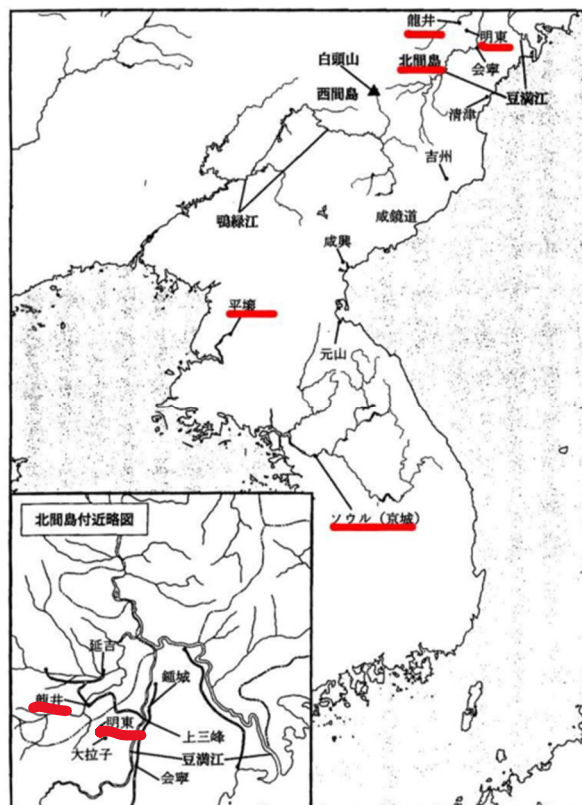 龍井
明東
白頭山
北間島
会寧
西間島
豆満江
清津
吉州
鴨緑江
咸鏡道
咸興
平壌
元山
ソウル（京城）
北間島付近略図
延吉
鍾城
龍井
明東
上三峰
大拉子
豆満江
会寧